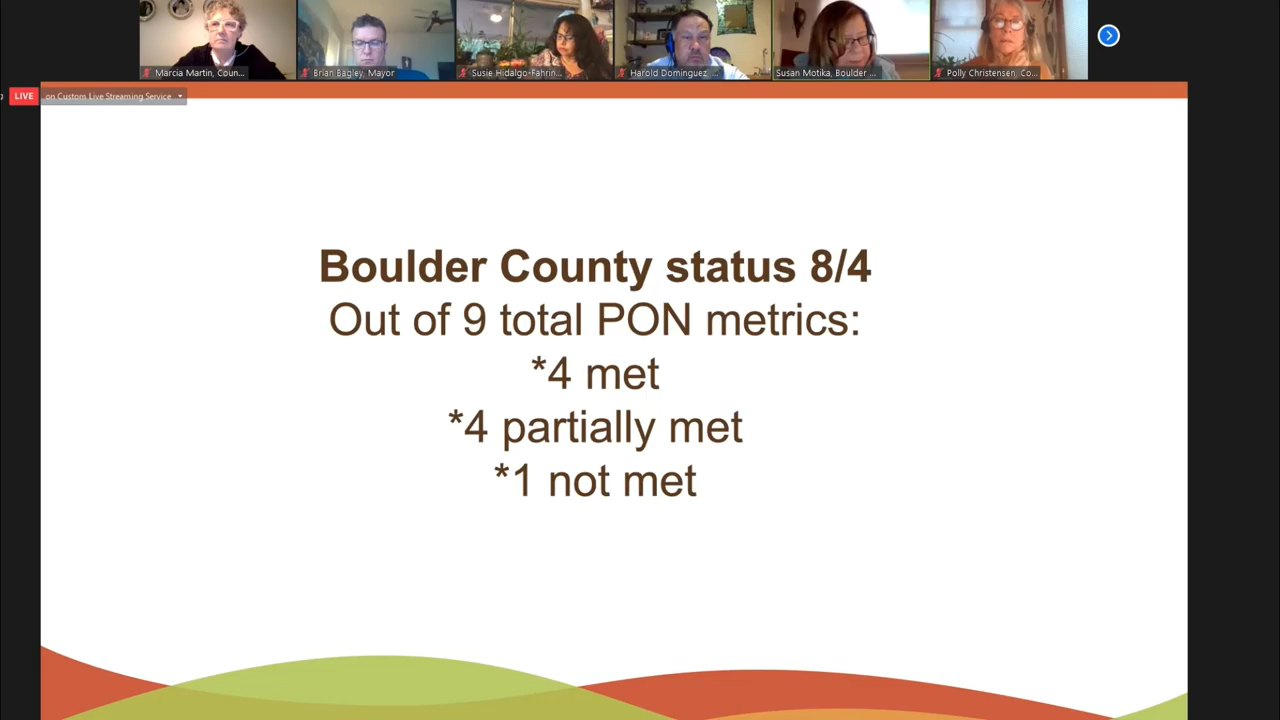 Marcia Martin, Coun...
Brian Bagley, Mayor
Susie Hidalgo-Fahrin...
Harold Dominguez, ...
Susan Motika, Boulder ...
Polly Christensen, Co...
LIVE
on Custom Live Streaming Service
Boulder County status 8/4
Out of 9 total PON metrics:
*4 met
*4 partially met
*1 not met